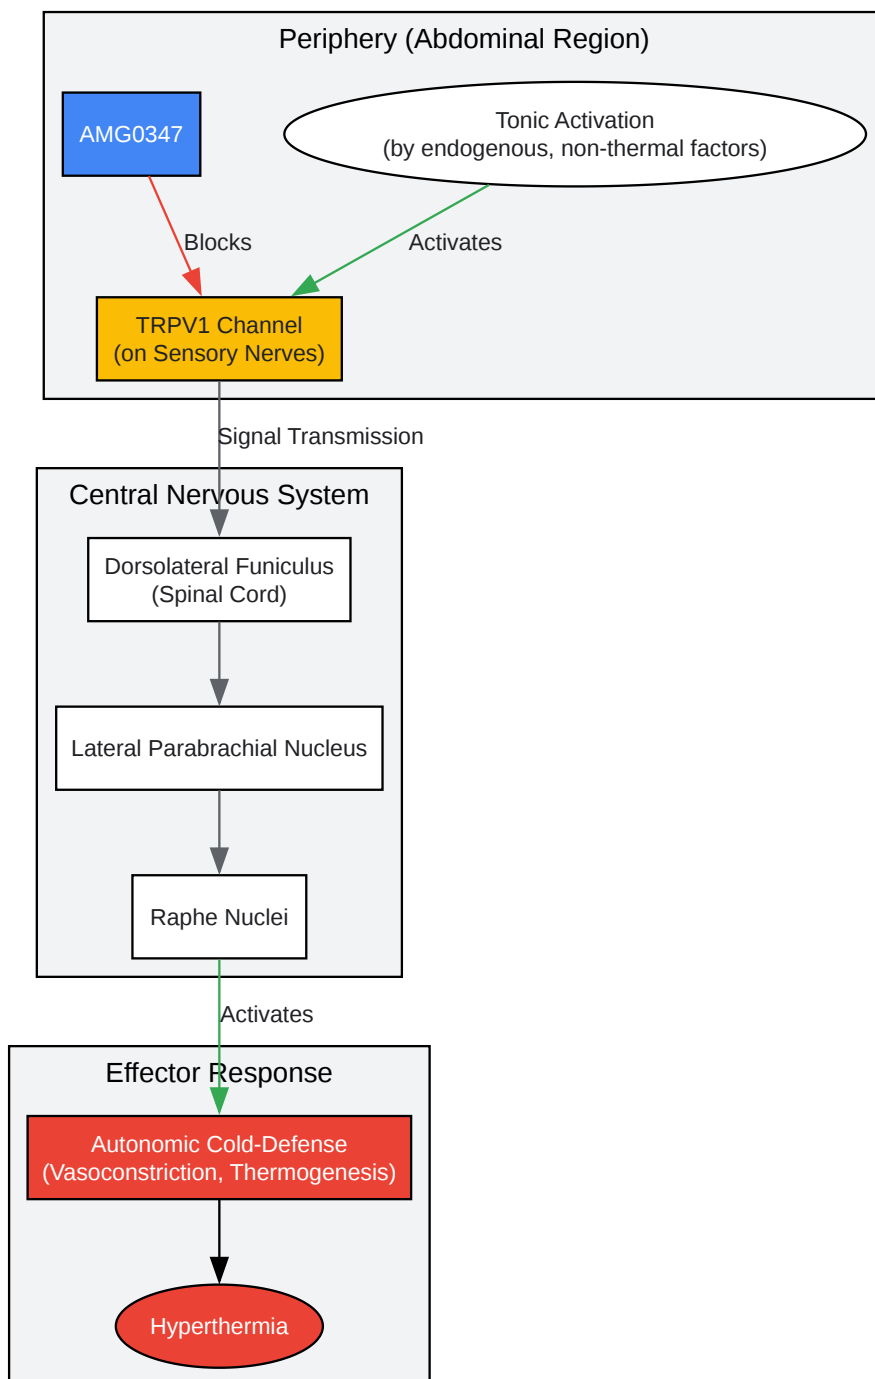 Periphery (Abdominal Region)
AMG0347
Tonic Activation
(by endogenous, non-thermal factors)
Blocks
Activates
TRPV1 Channel
(on Sensory Nerves)
Signal Transmission
Central Nervous System
Dorsolateral Funiculus
(Spinal Cord)
Lateral Parabrachial Nucleus
Raphe Nuclei
Activates
Effector Response
Autonomic Cold-Defense
(Vasoconstriction, Thermogenesis)
Hyperthermia